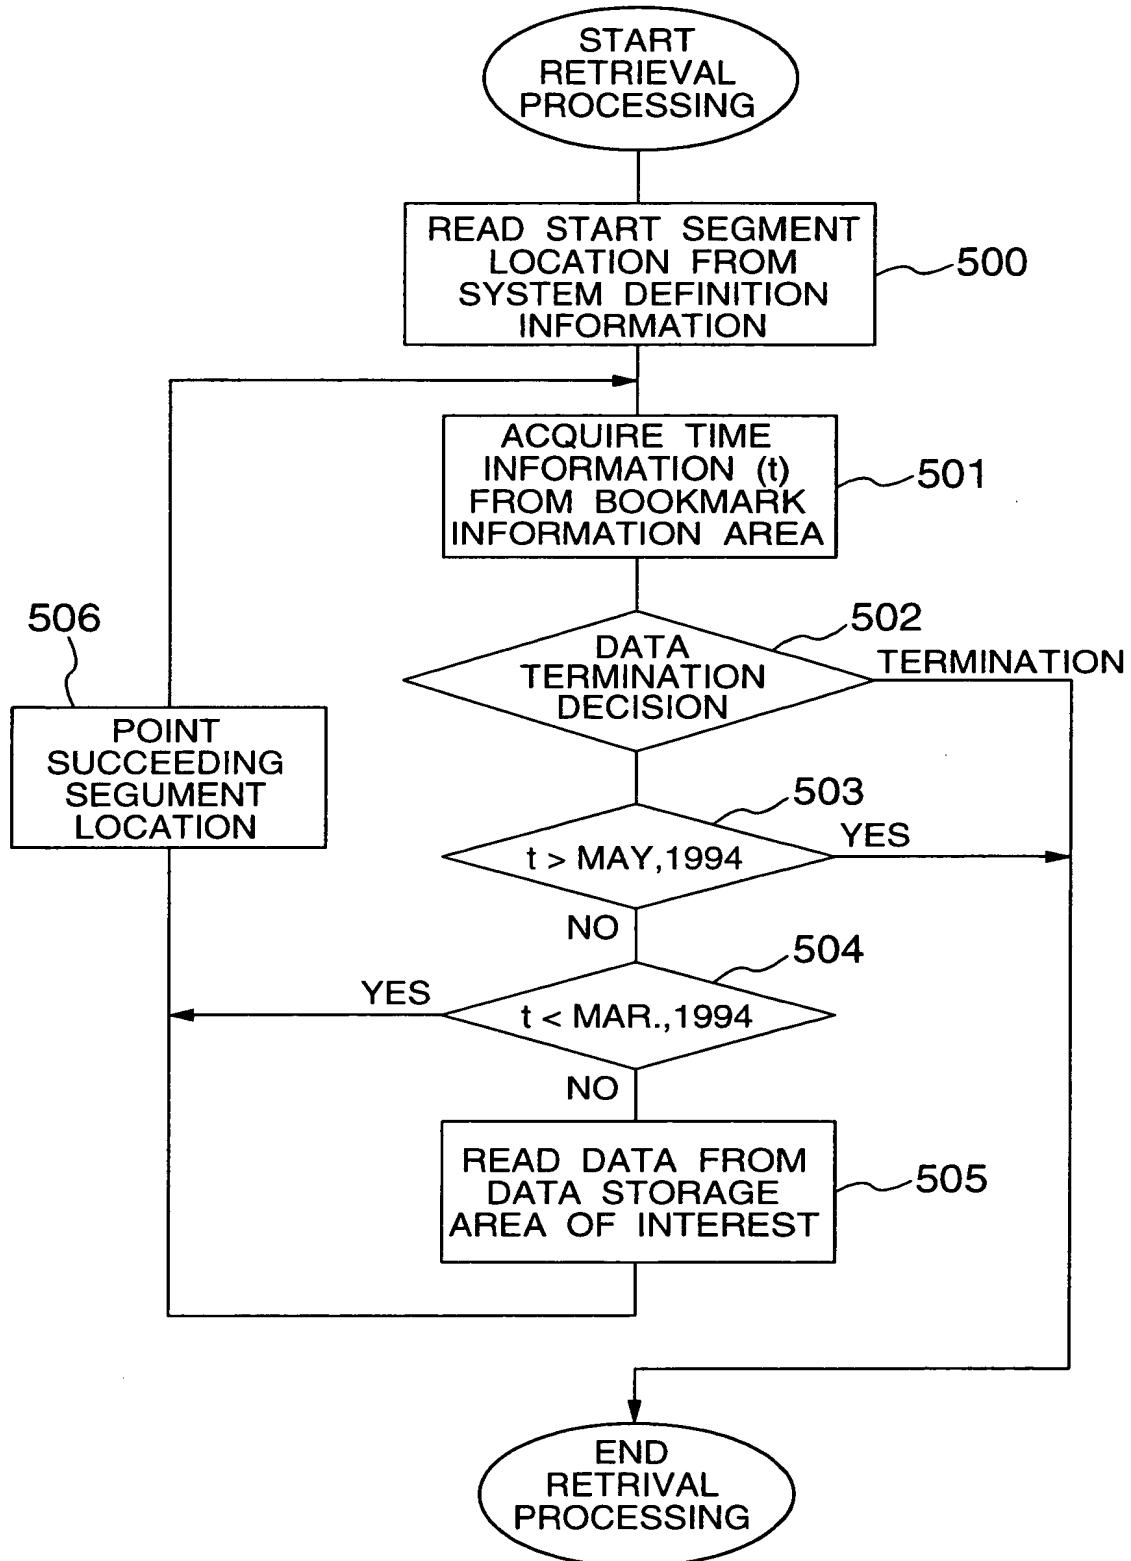 START
RETRIEVAL
PROCESSING
READ START SEGMENT
LOCATION FROM
SYSTEM DEFINITION
INFORMATION
500
ACQUIRE TIME
INFORMATION (t)
FROM BOOKMARK
INFORMATION AREA
501
506
POINT
SUCCEEDING
SEGUMENT
LOCATION
502
DATA
TERMINATION
DECISION
TERMINATION
503
t > MAY,1994
YES
NO
504
YES
t < MAR.,1994
NO
READ DATA FROM
DATA STORAGE
AREA OF INTEREST
505
END
RETRIVAL
PROCESSING